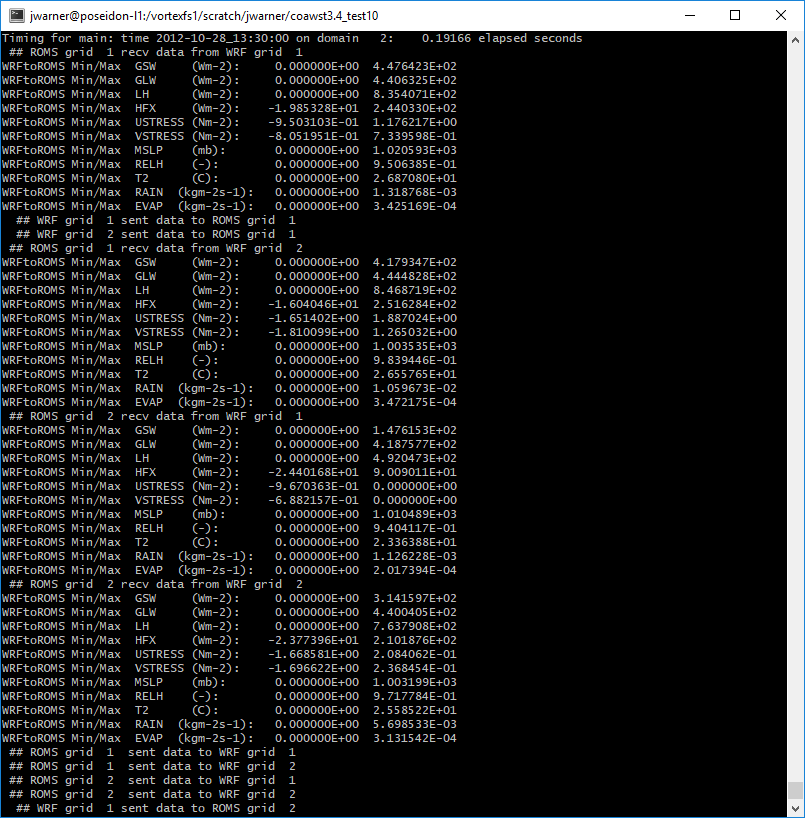 jwarner@poseidon-l1:/vortexfs1/scratch/jwarner/coawst3.4_test10
Timing for main: time 2012-10-28_13:30:00 on domain   2:    0.19166 elapsed seconds
 ## ROMS grid  1 recv data from WRF grid  1
WRFtoROMS Min/Max  GSW     (Wm-2):     0.000000E+00  4.476423E+02
WRFtoROMS Min/Max  GLW     (Wm-2):     0.000000E+00  4.406325E+02
WRFtoROMS Min/Max  LH      (Wm-2):     0.000000E+00  8.354071E+02
WRFtoROMS Min/Max  HFX     (Wm-2):    -1.985328E+01  2.440330E+02
WRFtoROMS Min/Max  USTRESS (Nm-2):    -9.503103E-01  1.176217E+00
WRFtoROMS Min/Max  VSTRESS (Nm-2):    -8.051951E-01  7.339598E-01
WRFtoROMS Min/Max  MSLP    (mb):       0.000000E+00  1.020593E+03
WRFtoROMS Min/Max  RELH    (-):        0.000000E+00  9.506385E-01
WRFtoROMS Min/Max  T2      (C):        0.000000E+00  2.687080E+01
WRFtoROMS Min/Max  RAIN  (kgm-2s-1):   0.000000E+00  1.318768E-03
WRFtoROMS Min/Max  EVAP  (kgm-2s-1):   0.000000E+00  3.425169E-04
  ## WRF grid  1 sent data to ROMS grid  1
  ## WRF grid  2 sent data to ROMS grid  1
 ## ROMS grid  1 recv data from WRF grid  2
WRFtoROMS Min/Max  GSW     (Wm-2):     0.000000E+00  4.179347E+02
WRFtoROMS Min/Max  GLW     (Wm-2):     0.000000E+00  4.444828E+02
WRFtoROMS Min/Max  LH      (Wm-2):     0.000000E+00  8.468719E+02
WRFtoROMS Min/Max  HFX     (Wm-2):    -1.604046E+01  2.516284E+02
WRFtoROMS Min/Max  USTRESS (Nm-2):    -1.651402E+00  1.887024E+00
WRFtoROMS Min/Max  VSTRESS (Nm-2):    -1.810099E+00  1.265032E+00
WRFtoROMS Min/Max  MSLP    (mb):       0.000000E+00  1.003535E+03
WRFtoROMS Min/Max  RELH    (-):        0.000000E+00  9.839446E-01
WRFtoROMS Min/Max  T2      (C):        0.000000E+00  2.655765E+01
WRFtoROMS Min/Max  RAIN  (kgm-2s-1):   0.000000E+00  1.059673E-02
WRFtoROMS Min/Max  EVAP  (kgm-2s-1):   0.000000E+00  3.472175E-04
 ## ROMS grid  2 recv data from WRF grid  1
WRFtoROMS Min/Max  GSW     (Wm-2):     0.000000E+00  1.476153E+02
WRFtoROMS Min/Max  GLW     (Wm-2):     0.000000E+00  4.187577E+02
WRFtoROMS Min/Max  LH      (Wm-2):     0.000000E+00  4.920473E+02
WRFtoROMS Min/Max  HFX     (Wm-2):    -2.440168E+01  9.009011E+01
WRFtoROMS Min/Max  USTRESS (Nm-2):    -9.670363E-01  0.000000E+00
WRFtoROMS Min/Max  VSTRESS (Nm-2):    -6.882157E-01  0.000000E+00
WRFtoROMS Min/Max  MSLP    (mb):       0.000000E+00  1.010489E+03
WRFtoROMS Min/Max  RELH    (-):        0.000000E+00  9.404117E-01
WRFtoROMS Min/Max  T2      (C):        0.000000E+00  2.336388E+01
WRFtoROMS Min/Max  RAIN  (kgm-2s-1):   0.000000E+00  1.126228E-03
WRFtoROMS Min/Max  EVAP  (kgm-2s-1):   0.000000E+00  2.017394E-04
 ## ROMS grid  2 recv data from WRF grid  2
WRFtoROMS Min/Max  GSW     (Wm-2):     0.000000E+00  3.141597E+02
WRFtoROMS Min/Max  GLW     (Wm-2):     0.000000E+00  4.400405E+02
WRFtoROMS Min/Max  LH      (Wm-2):     0.000000E+00  7.637908E+02
WRFtoROMS Min/Max  HFX     (Wm-2):    -2.377396E+01  2.101876E+02
WRFtoROMS Min/Max  USTRESS (Nm-2):    -1.668581E+00  2.084062E-01
WRFtoROMS Min/Max  VSTRESS (Nm-2):    -1.696622E+00  2.368454E-01
WRFtoROMS Min/Max  MSLP    (mb):       0.000000E+00  1.003199E+03
WRFtoROMS Min/Max  RELH    (-):        0.000000E+00  9.717784E-01
WRFtoROMS Min/Max  T2      (C):        0.000000E+00  2.558522E+01
WRFtoROMS Min/Max  RAIN  (kgm-2s-1):   0.000000E+00  5.698533E-03
WRFtoROMS Min/Max  EVAP  (kgm-2s-1):   0.000000E+00  3.131542E-04
 ## ROMS grid  1  sent data to WRF grid  1
 ## ROMS grid  1  sent data to WRF grid  2
 ## ROMS grid  2  sent data to WRF grid  1
 ## ROMS grid  2  sent data to WRF grid  2
  ## WRF grid  1 sent data to ROMS grid  2